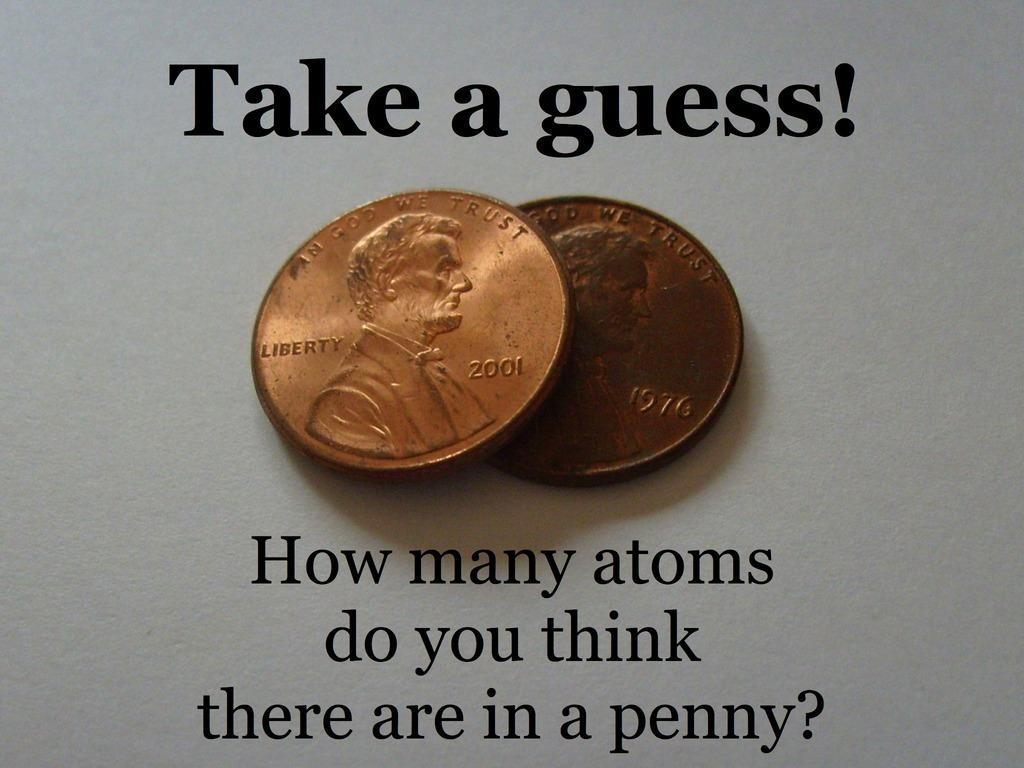 Take a guess!
IN GOD WE TRUST
GOD WE TRUST
LIBERTY
2001
1976
How many atoms
do you think
there are in a penny?